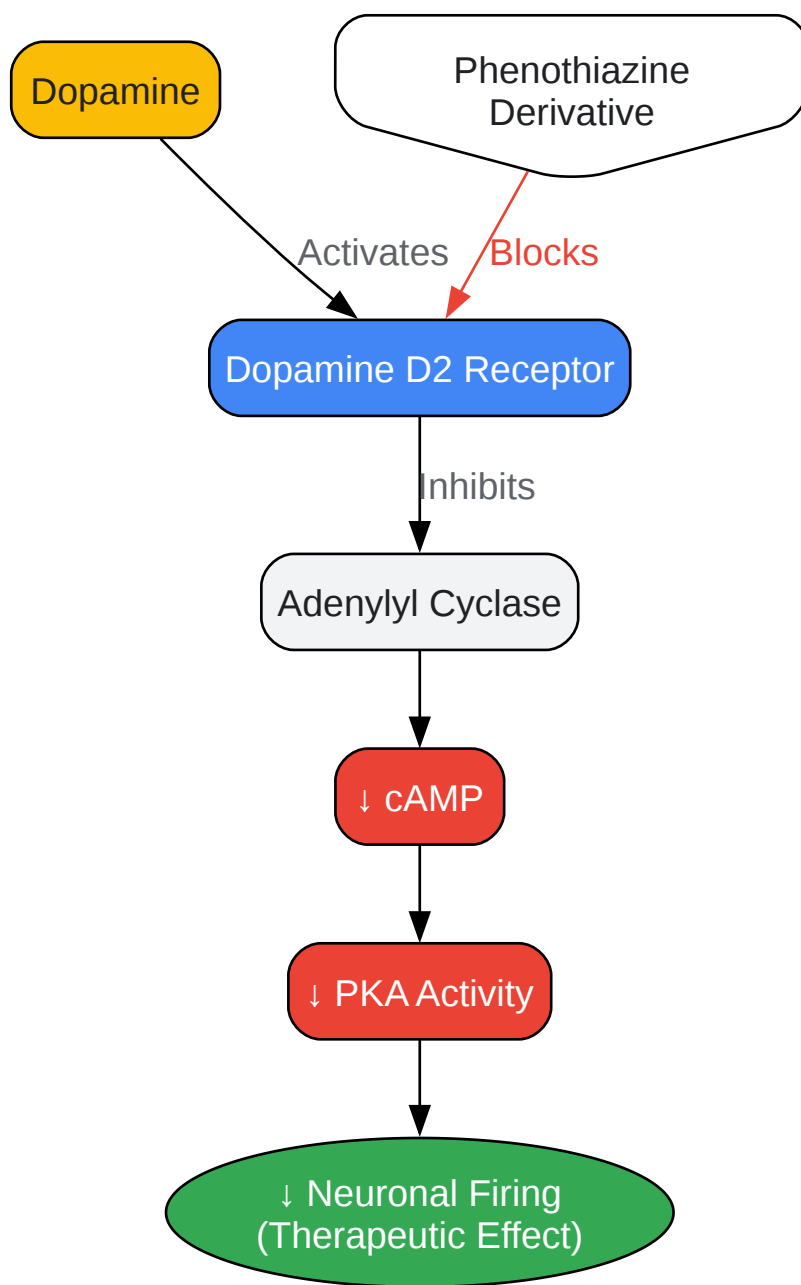 Dopamine
Phenothiazine
Derivative
Activates
Blocks
Dopamine D2 Receptor
Inhibits
Adenylyl Cyclase
↓ cAMP
↓ PKA Activity
↓ Neuronal Firing
(Therapeutic Effect)